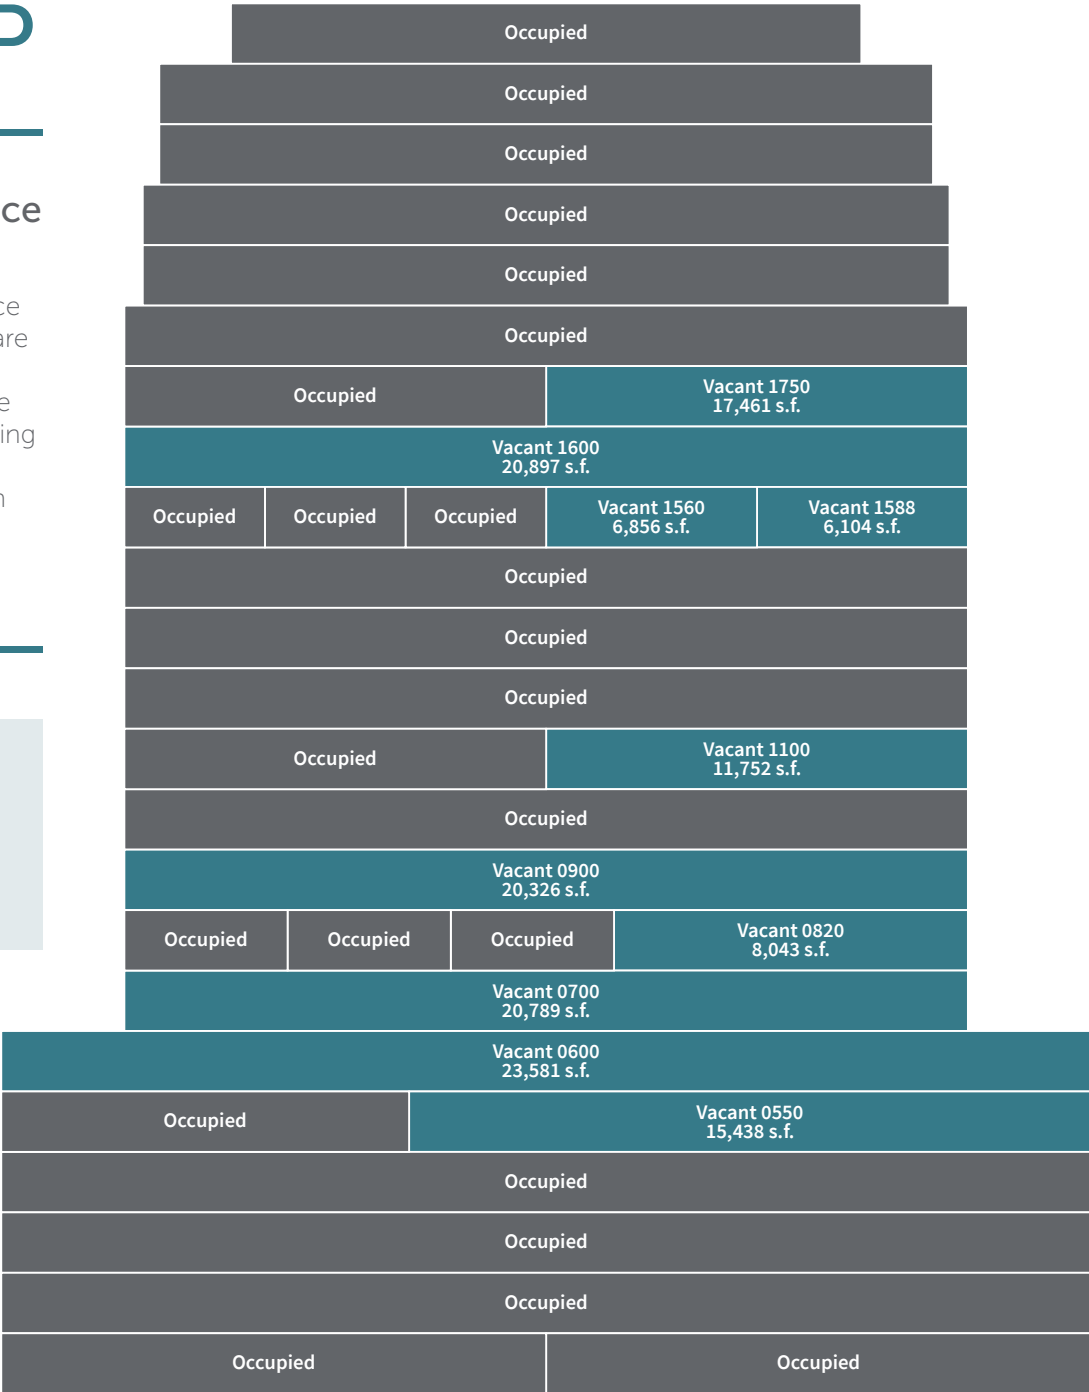 Occupied
Occupied
Occupied
Occupied
Occupied
Occupied
Occupied
Vacant 1750
17,461 s.f.
Vacant 1600
20,897 s.f.
Occupied
Occupied
Occupied
Vacant 1560
6,856 s.f.
Vacant 1588
6,104 s.f.
Occupied
Occupied
Occupied
Occupied
Vacant 1100
11,752 s.f.
Occupied
Vacant 0900
20,326 s.f.
Occupied
Occupied
Occupied
Vacant 0820
8,043 s.f.
Vacant 0700
20,789 s.f.
Vacant 0600
23,581 s.f.
Occupied
Vacant 0550
15,438 s.f.
Occupied
Occupied
Occupied
Occupied
Occupied